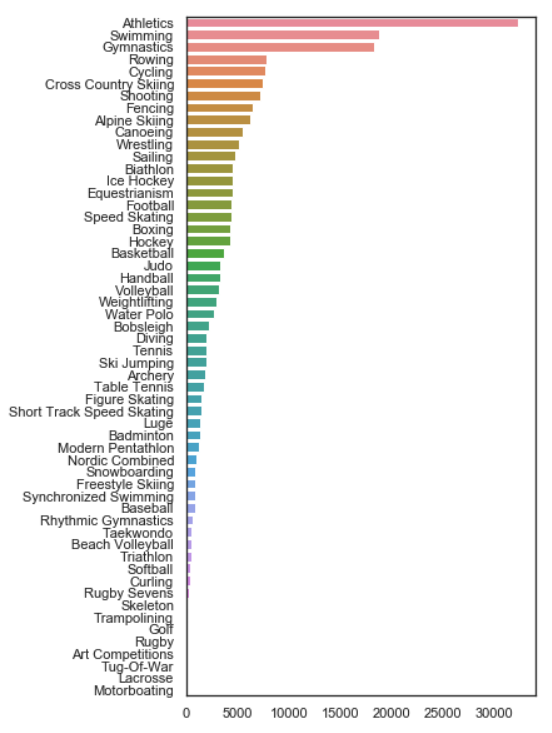 Athletics
Swimming
Gymnastics
Rowing
Cycling
Cross Country Skiing
Shooting
Fencing
Alpine Skiing
Canoeing
Wrestling
Sailing
Biathlon
Ice Hockey
Equestrianism
Football
Speed Skating
Boxing
Hockey
Basketball
Judo
Handball
Volleyball
Weightlifting
Water Polo
Bobsleigh
Diving
Tennis
Ski Jumping
Archery
Table Tennis
Figure Skating
Short Track Speed Skating
Luge
Badminton
Modern Pentathlon
Nordic Combined
Snowboarding
Freestyle Skiing
Synchronized Swimming
Baseball
Rhythmic Gymnastics
Taekwondo
Beach Volleyball
Triathlon
Softball
Curling
Rugby Sevens
Skeleton
Trampolining
Golf
Rugby
Art Competitions
Tug-Of-War
Lacrosse
Motorboating
0 5000 10000 15000 20000 25000 30000